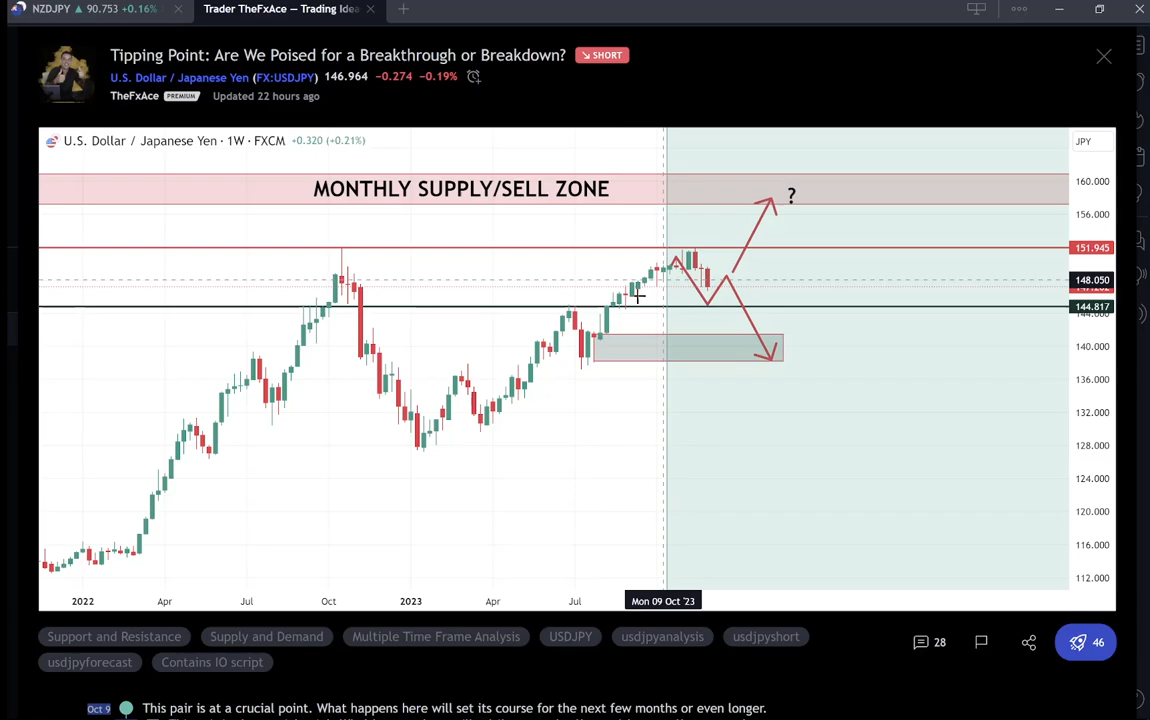 NZDJPY ▲ 90.753 +0.16%
Trader TheFxAce — Trading Idea
Tipping Point: Are We Poised for a Breakthrough or Breakdown? SHORT
U.S. Dollar / Japanese Yen (FX:USDJPY) 146.964 −0.274 −0.19%
TheFxAce PREMIUM Updated 22 hours ago
U.S. Dollar / Japanese Yen · 1W · FXCM +0.320 (+0.21%)
JPY
MONTHLY SUPPLY/SELL ZONE
?
160.000
156.000
151.945
148.050
144.817
140.000
136.000
132.000
128.000
124.000
120.000
116.000
112.000
2022 Apr Jul Oct 2023 Apr Jul Mon 09 Oct '23
Support and Resistance Supply and Demand Multiple Time Frame Analysis USDJPY usdjpyanalysis usdjpyshort
usdjpyforecast Contains IO script
28
46
Oct 9 This pair is at a crucial point. What happens here will set its course for the next few months or even longer.